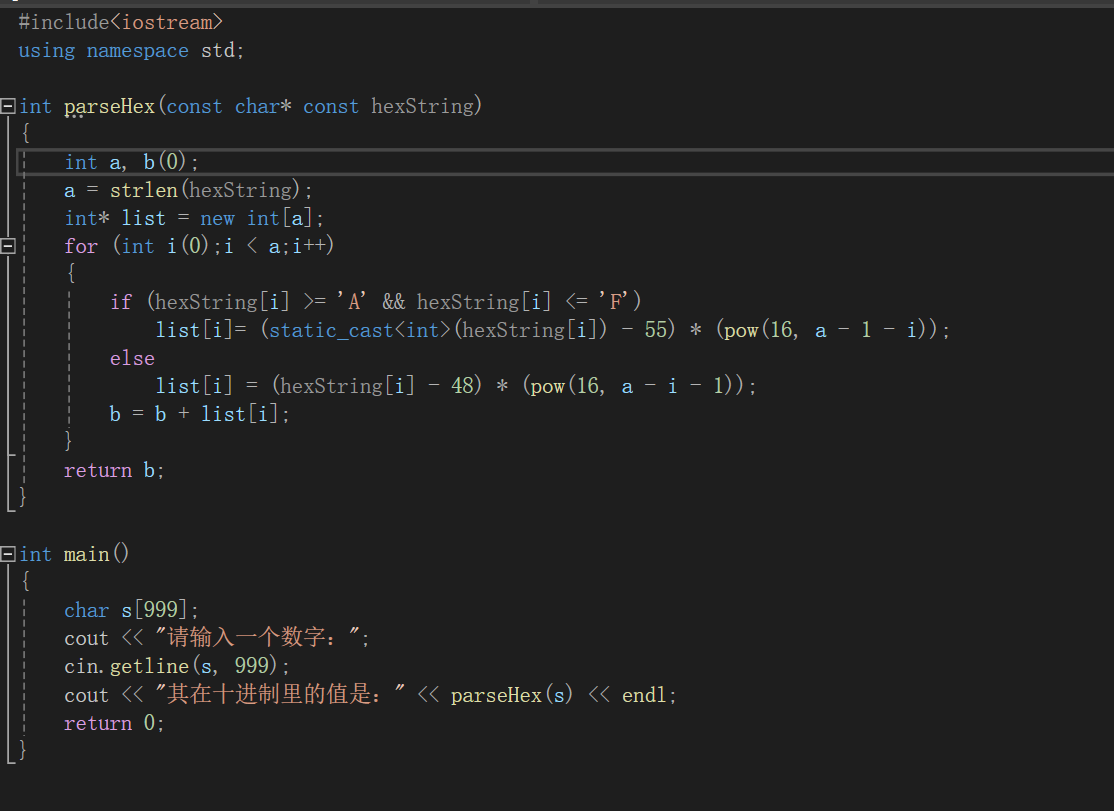 #include<iostream>
using namespace std;
int parseHex(const char* const hexString)
{
int a, b(0);
a = strlen(hexString);
int* list = new int[a];
for (int i(0);i < a;i++)
{
if (hexString[i] >= 'A' && hexString[i] <= 'F')
list[i]= (static_cast<int>(hexString[i]) - 55) * (pow(16, a - 1 - i));
else
list[i] = (hexString[i] - 48) * (pow(16, a - i - 1));
b = b + list[i];
}
return b;
}
int main()
{
char s[999];
cout << "请输入一个数字：";
cin.getline(s, 999);
cout << "其在十进制里的值是：" << parseHex(s) << endl;
return 0;
}